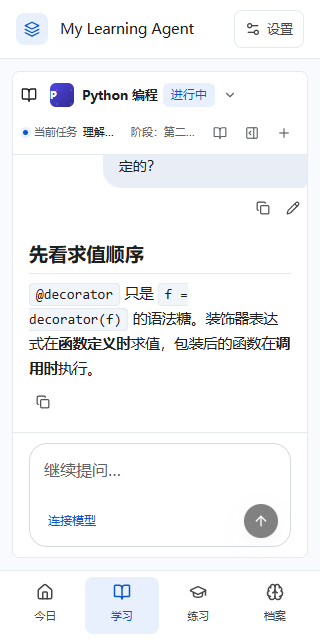 My Learning Agent
设置
P
Python 编程
进行中
当前任务 理解...
阶段：第二...
定的？
先看求值顺序
@decorator 只是 f =
decorator(f) 的语法糖。装饰器表达
式在函数定义时求值，包装后的函数在调
用时执行。
继续提问...
连接模型
今日
学习
练习
档案